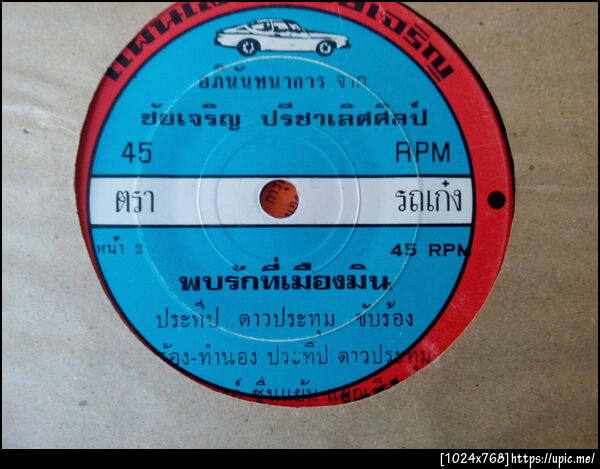 อภินันทนาการ จาก
ชัยเจริญ ปรีชาเลิศศิลป์
45 RPM
ตรา รถเก๋ง
หน้า 2 45 RPM
พบรักที่เมืองมิน
ประทีป ดาวประทุม ขับร้อง
ร้อง-ทำนอง ประทีป ดาวประทุม
ชื่นแย้ม
[1024x768]https://upic.me/